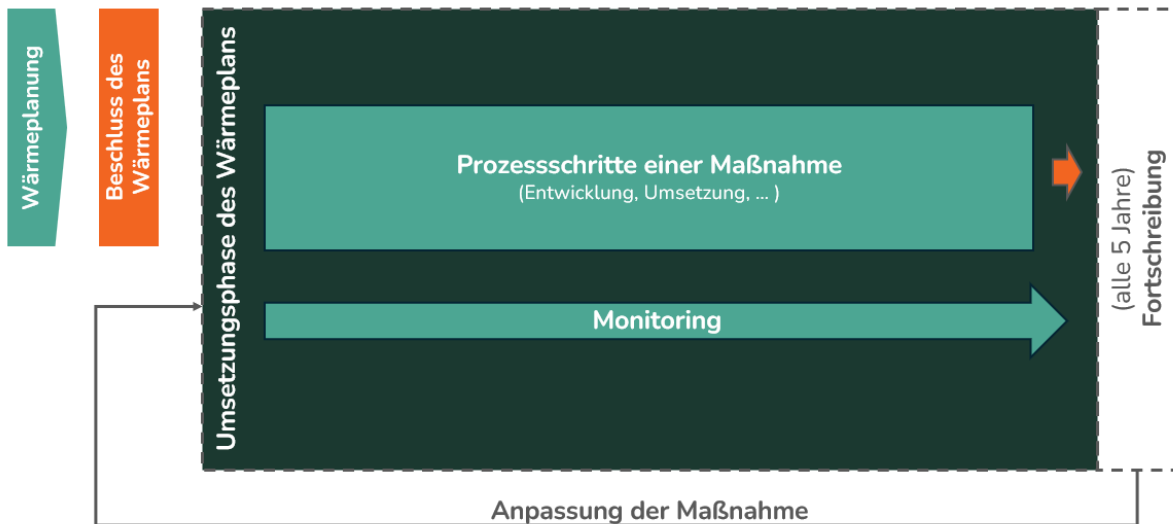 Wärmeplanung
Beschluss des
Wärmeplans
Umsetzungsphase des Wärmeplans
Prozessschritte einer Maßnahme
(Entwicklung, Umsetzung, ... )
Monitoring
(alle 5 Jahre)
Fortschreibung
Anpassung der Maßnahme